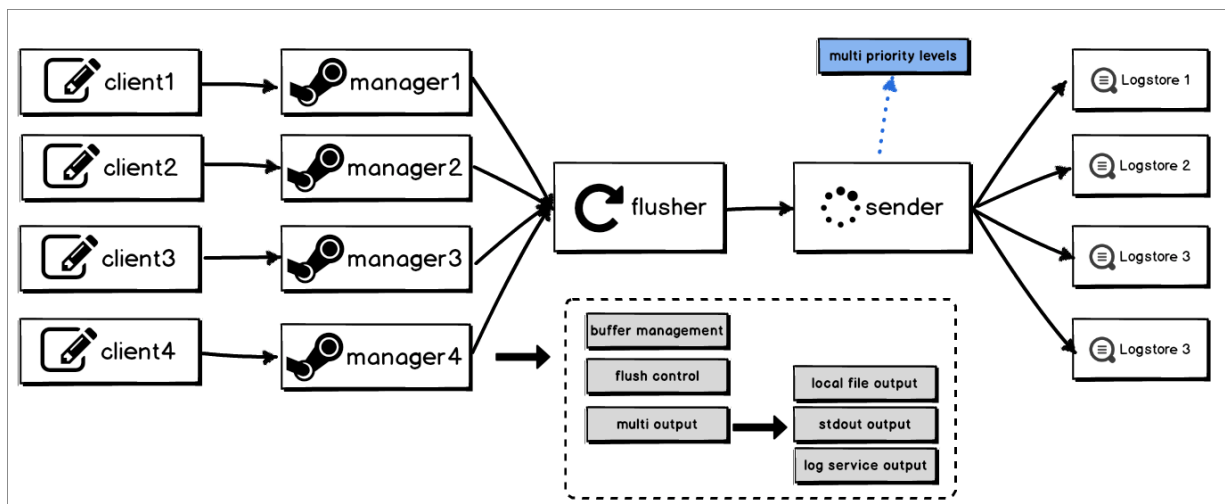 multi priority levels
client1
manager1
Logstore 1
client2
manager2
Logstore 2
flusher
sender
client3
manager3
Logstore 3
client4
manager4
Logstore 3
buffer management
flush control
multi output
local file output
stdout output
log service output